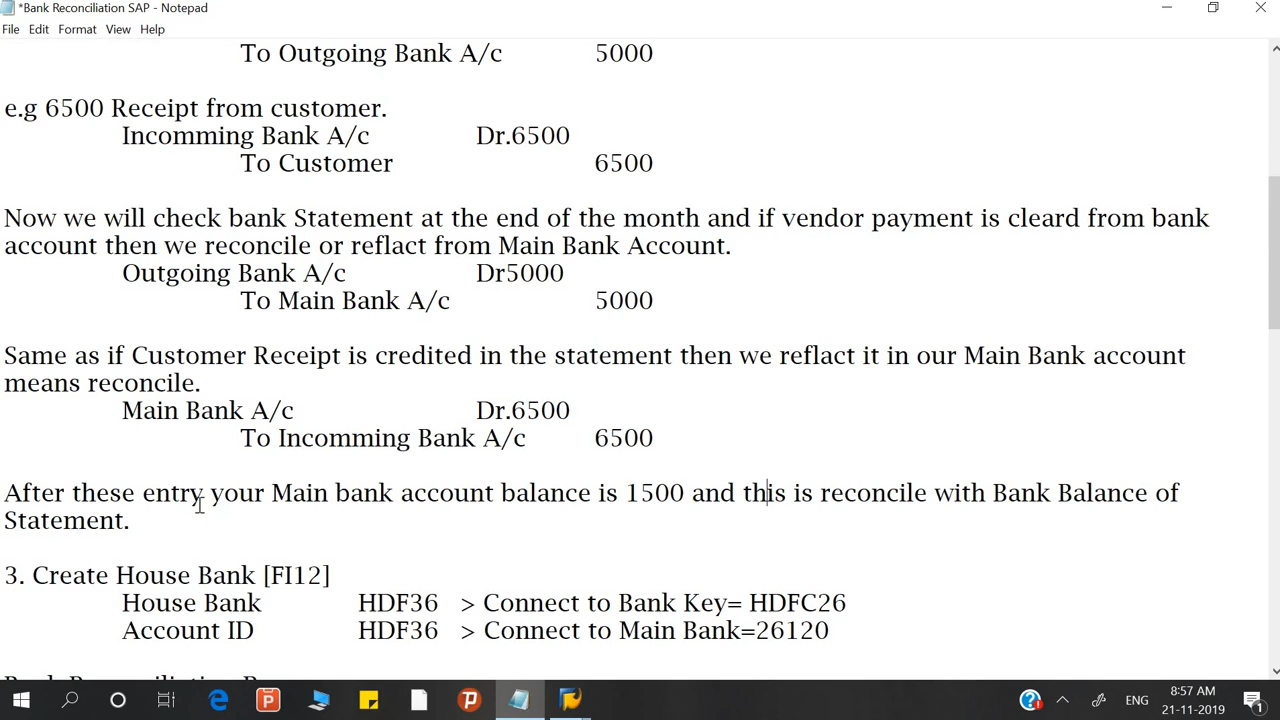 *Bank Reconciliation SAP - Notepad
File Edit Format View Help
To Outgoing Bank A/c 5000
e.g 6500 Receipt from customer.
Incomming Bank A/c Dr.6500
To Customer 6500
Now we will check bank Statement at the end of the month and if vendor payment is cleard from bank
account then we reconcile or reflact from Main Bank Account.
Outgoing Bank A/c Dr5000
To Main Bank A/c 5000
Same as if Customer Receipt is credited in the statement then we reflact it in our Main Bank account
means reconcile.
Main Bank A/c Dr.6500
To Incomming Bank A/c 6500
After these entry your Main bank account balance is 1500 and this is reconcile with Bank Balance of
Statement.
3. Create House Bank [FI12]
House Bank HDF36 > Connect to Bank Key= HDFC26
Account ID HDF36 > Connect to Main Bank=26120
ENG
8:57 AM
21-11-2019